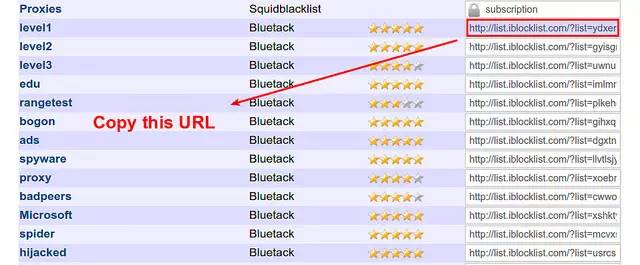 Proxies Squidblacklist subscription
level1 Bluetack http://list.iblocklist.com/?list=ydxer
level2 Bluetack http://list.iblocklist.com/?list=gyisgr
level3 Bluetack http://list.iblocklist.com/?list=uwnu
edu Bluetack http://list.iblocklist.com/?list=imlmr
rangetest Bluetack http://list.iblocklist.com/?list=plkeh
bogon Bluetack http://list.iblocklist.com/?list=gihxq
Copy this URL
ads Bluetack http://list.iblocklist.com/?list=dgxtn
spyware Bluetack http://list.iblocklist.com/?list=llvtlsjy
proxy Bluetack http://list.iblocklist.com/?list=xoebr
badpeers Bluetack http://list.iblocklist.com/?list=cwwo
Microsoft Bluetack http://list.iblocklist.com/?list=xshkt
spider Bluetack http://list.iblocklist.com/?list=mcvx
hijacked Bluetack http://list.iblocklist.com/?list=usrcs